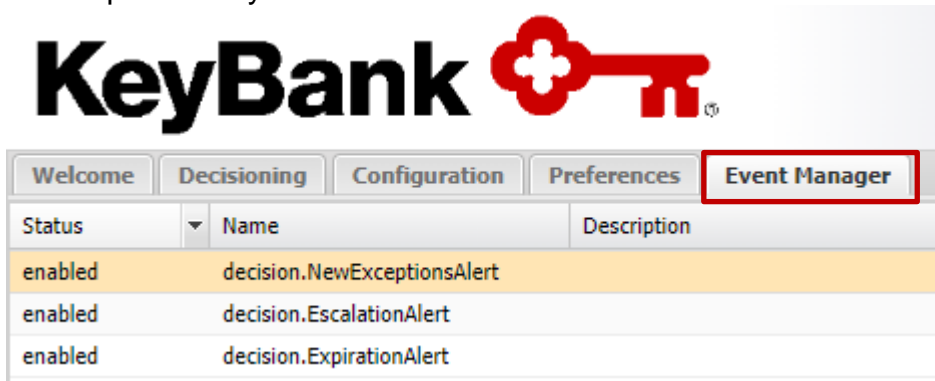 KeyBank
Welcome Decisioning Configuration Preferences Event Manager
Status Name Description
enabled decision.NewExceptionsAlert
enabled decision.EscalationAlert
enabled decision.ExpirationAlert